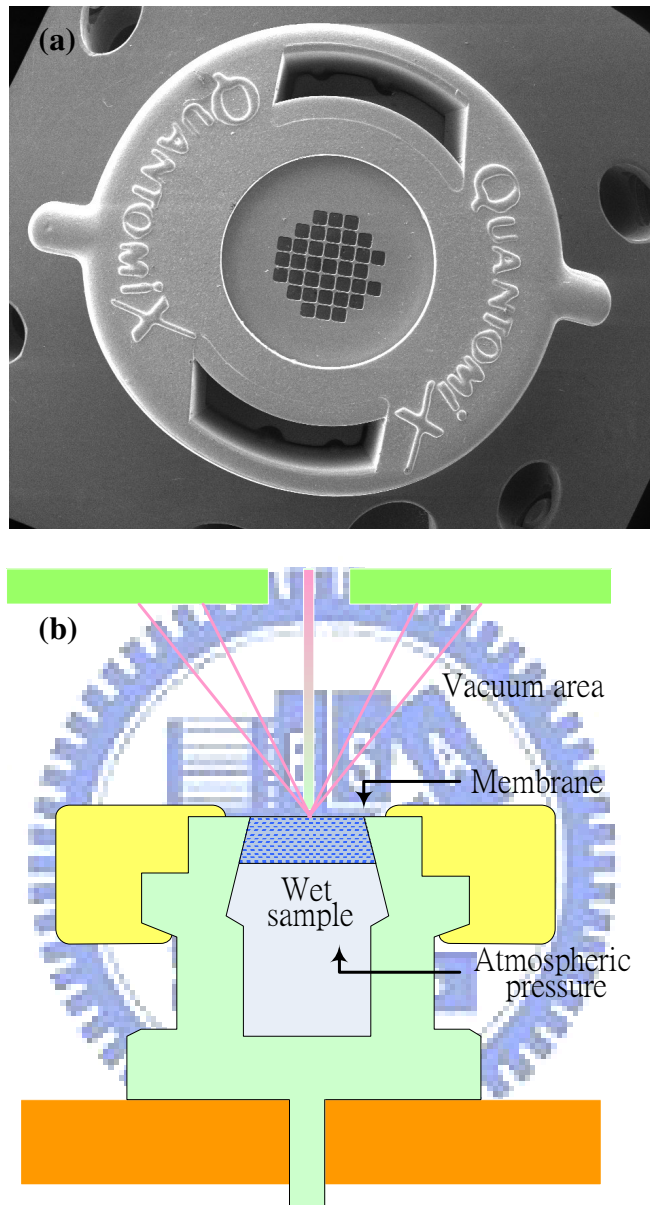 (a)
QUANTOMiX
QUANTOMiX
(b)
Vacuum area
Membrane
Wet
sample
Atmospheric
pressure